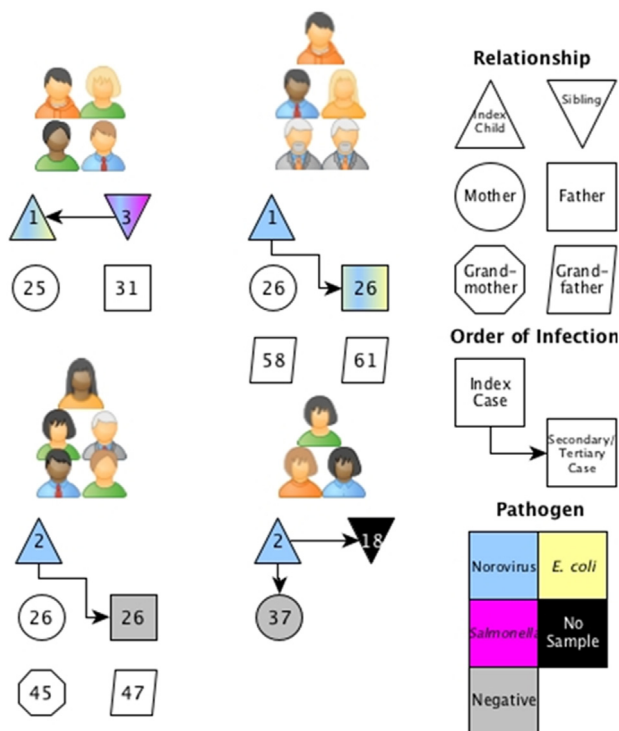 Relationship
Index
Child
Sibling
Mother
Father
Grand-
mother
Grand-
father
Order of Infection
Index
Case
Secondary/
Tertiary
Case
Pathogen
Norovirus
E. coli
Salmonella
No
Sample
Negative
1
3
25
31
1
26
26
58
61
2
26
26
45
47
2
18
37